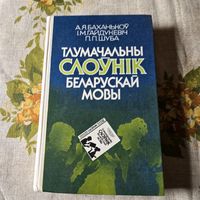 А.Я.БАХАНЬКОЎ
І.М.ГАЙДУКЕВІЧ
П.П.ШУБА
ТЛУМАЧАЛЬНЫ
СЛОЎНІК
БЕЛАРУСКАЙ
МОВЫ